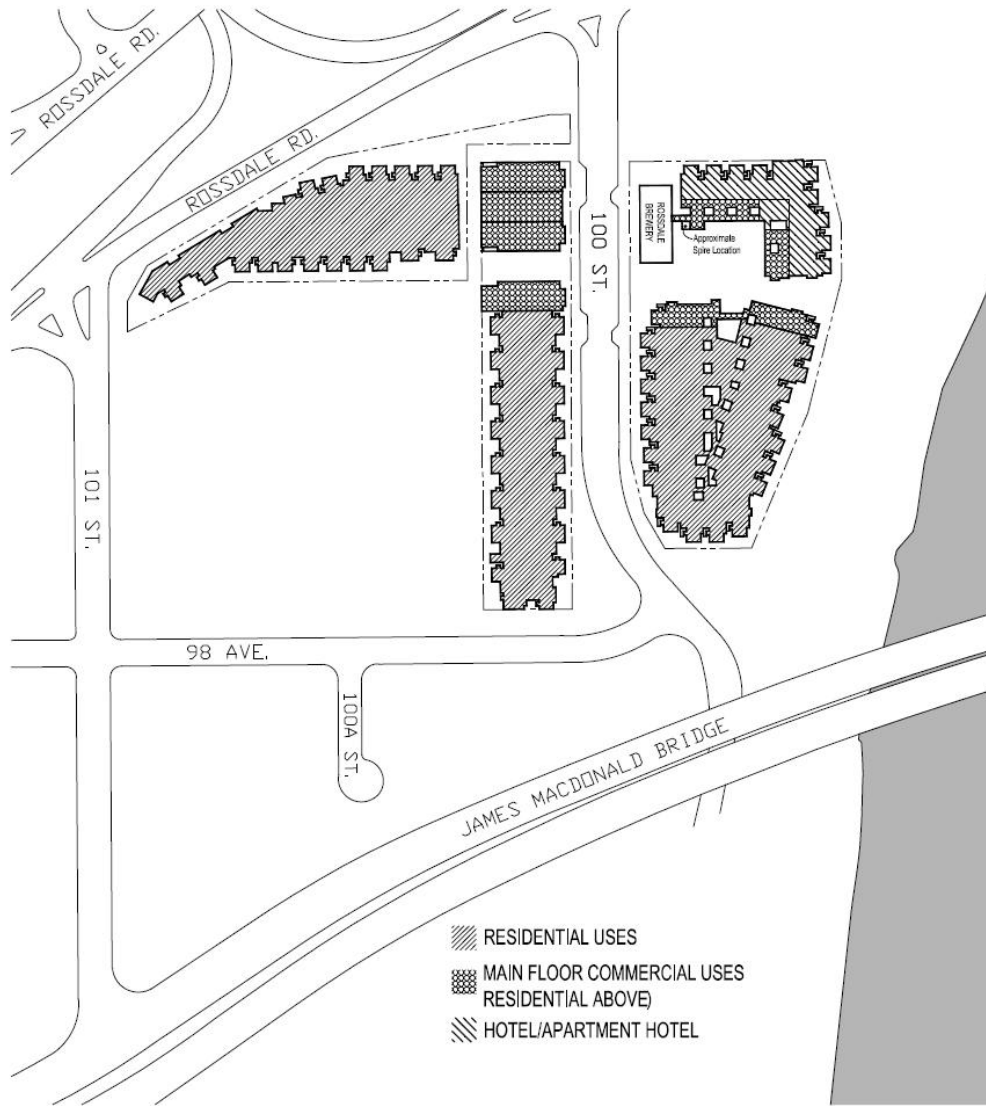 ROSSDALE RD.
ROSSDALE RD.
100 ST.
ROSSDALE
BREWERY
Approximate
Spire Location
101 ST.
98 AVE.
100A ST.
JAMES MACDONALD BRIDGE
RESIDENTIAL USES
MAIN FLOOR COMMERCIAL USES
RESIDENTIAL ABOVE)
HOTEL/APARTMENT HOTEL